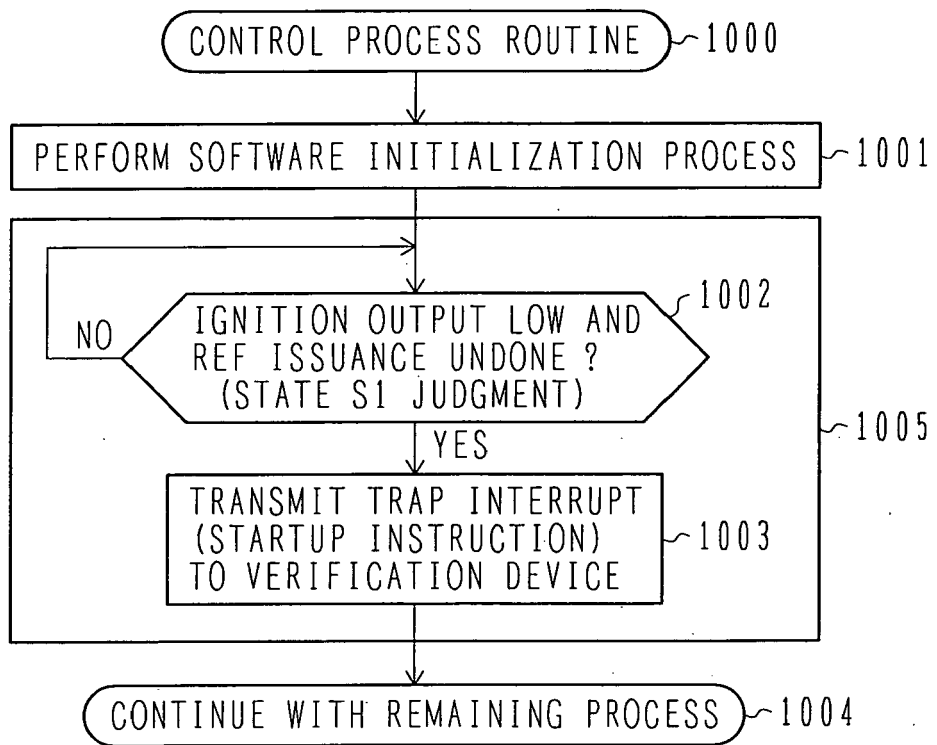 CONTROL PROCESS ROUTINE
1000
PERFORM SOFTWARE INITIALIZATION PROCESS
1001
1002
IGNITION OUTPUT LOW AND
REF ISSUANCE UNDONE ?
(STATE S1 JUDGMENT)
NO
YES
1005
TRANSMIT TRAP INTERRUPT
(STARTUP INSTRUCTION)
TO VERIFICATION DEVICE
1003
CONTINUE WITH REMAINING PROCESS
1004